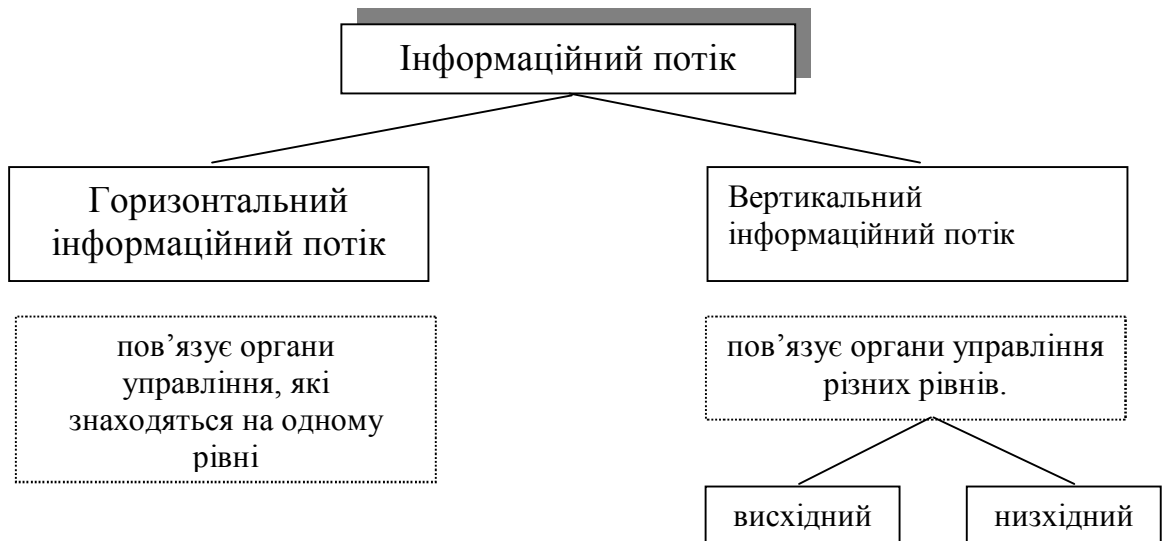 Інформаційний потік
Горизонтальний
інформаційний потік
Вертикальний
інформаційний потік
пов’язує органи
управління, які
знаходяться на одному
рівні
пов’язує органи управління
різних рівнів.
висхідний
низхідний